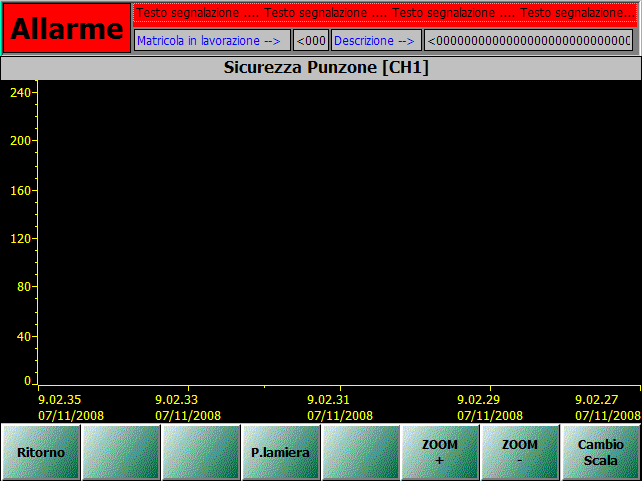 Allarme
Testo segnalazione .... Testo segnalazione .... Testo segnalazione .... Testo segnalazione...
Matricola in lavorazione --> <000 Descrizione -->
Sicurezza Punzone [CH1]
240
200
160
120
80
40
0
9.02.35 9.02.33 9.02.31 9.02.29 9.02.27
07/11/2008 07/11/2008 07/11/2008 07/11/2008 07/11/2008
Ritorno
P.lamiera
ZOOM
+
ZOOM
-
Cambio
Scala